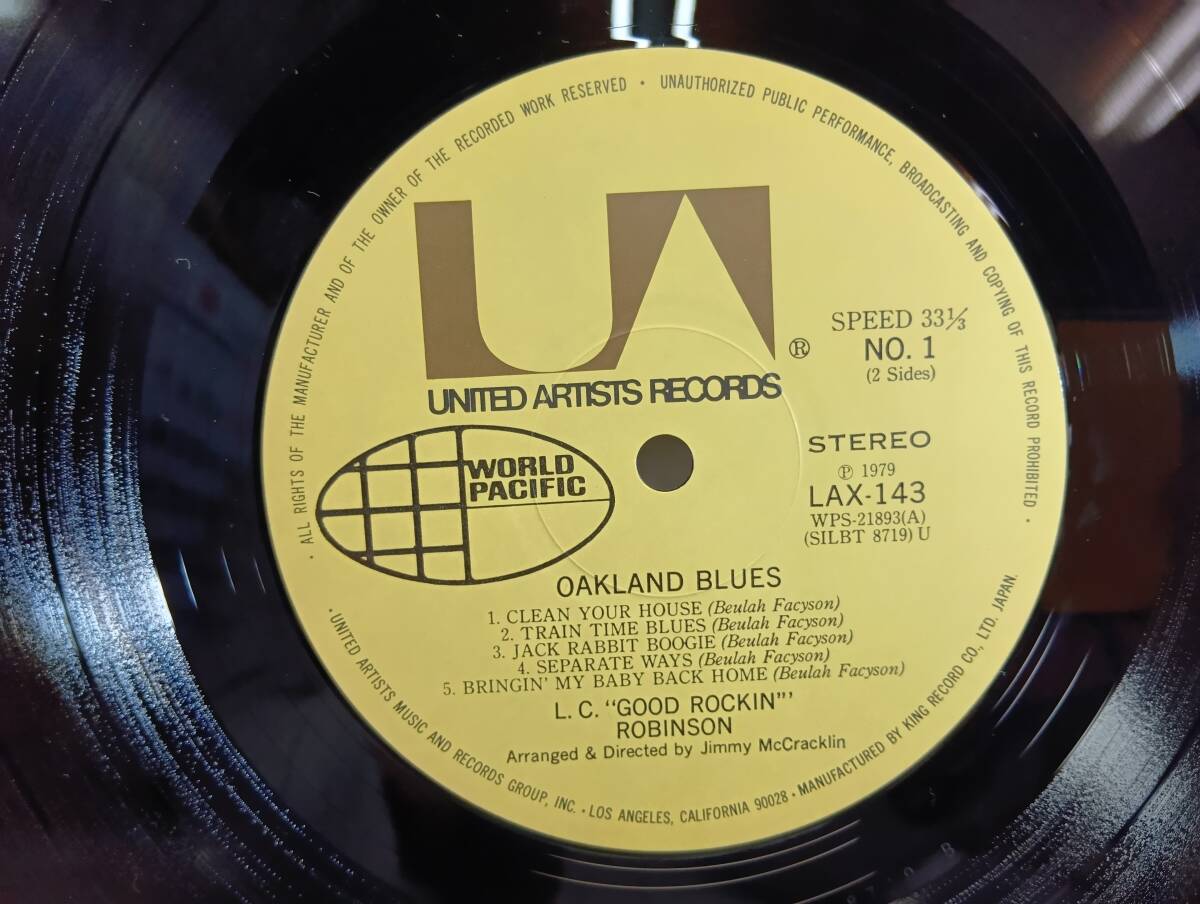 · ALL RIGHTS OF THE MANUFACTURER AND OF THE OWNER OF THE RECORDED WORK RESERVED · UNAUTHORIZED PUBLIC PERFORMANCE, BROADCASTING AND COPYING OF THIS RECORD PROHIBITED ·
UA
®
UNITED ARTISTS RECORDS
SPEED 33⅓
NO. 1
(2 Sides)
WORLD
PACIFIC
STEREO
Ⓟ 1979
LAX-143
WPS-21893(A)
(SILBT 8719) U
OAKLAND BLUES
1. CLEAN YOUR HOUSE (Beulah Facyson)
2. TRAIN TIME BLUES (Beulah Facyson)
3. JACK RABBIT BOOGIE (Beulah Facyson)
4. SEPARATE WAYS (Beulah Facyson)
5. BRINGIN' MY BABY BACK HOME (Beulah Facyson)
L. C. "GOOD ROCKIN'"
ROBINSON
Arranged & Directed by Jimmy McCracklin
· UNITED ARTISTS MUSIC AND RECORDS GROUP, INC. · LOS ANGELES, CALIFORNIA 90028 · MANUFACTURED BY KING RECORD CO., LTD. JAPAN.